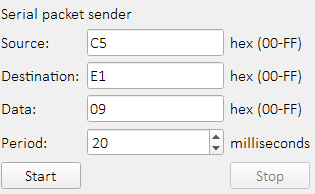 Serial packet sender
Source: C5 hex (00-FF)
Destination: E1 hex (00-FF)
Data: 09 hex (00-FF)
Period: 20 milliseconds
Start Stop